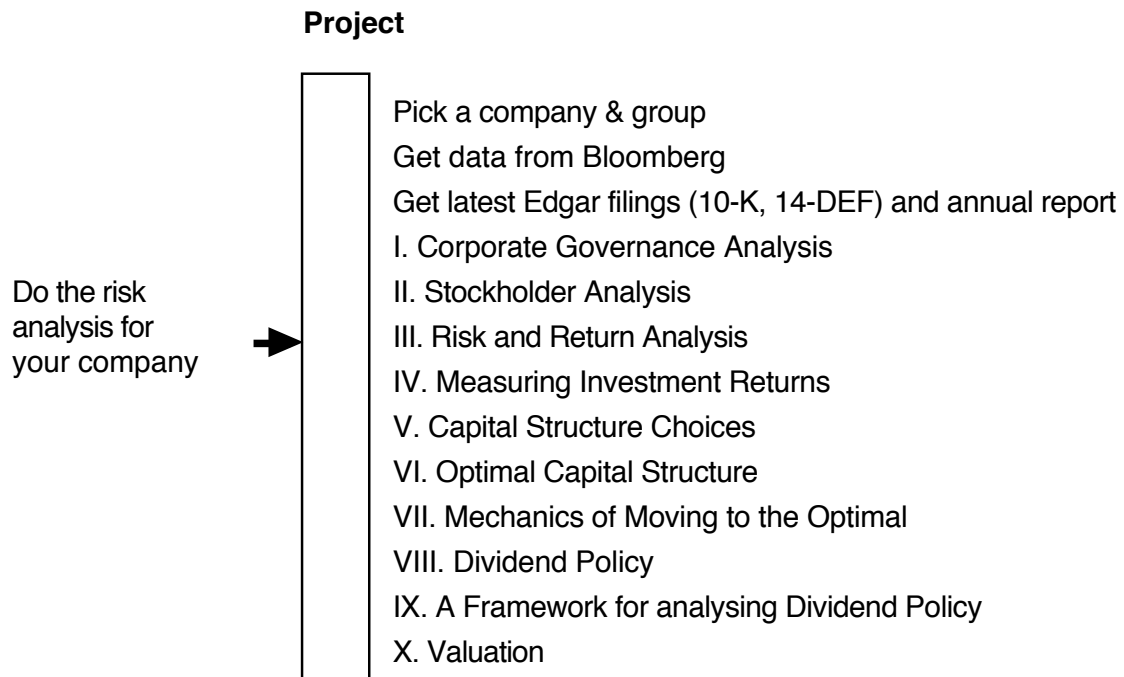 Project
Pick a company & group
Get data from Bloomberg
Get latest Edgar filings (10-K, 14-DEF) and annual report
I. Corporate Governance Analysis
II. Stockholder Analysis
III. Risk and Return Analysis
IV. Measuring Investment Returns
V. Capital Structure Choices
VI. Optimal Capital Structure
VII. Mechanics of Moving to the Optimal
VIII. Dividend Policy
IX. A Framework for analysing Dividend Policy
X. Valuation
Do the risk
analysis for
your company